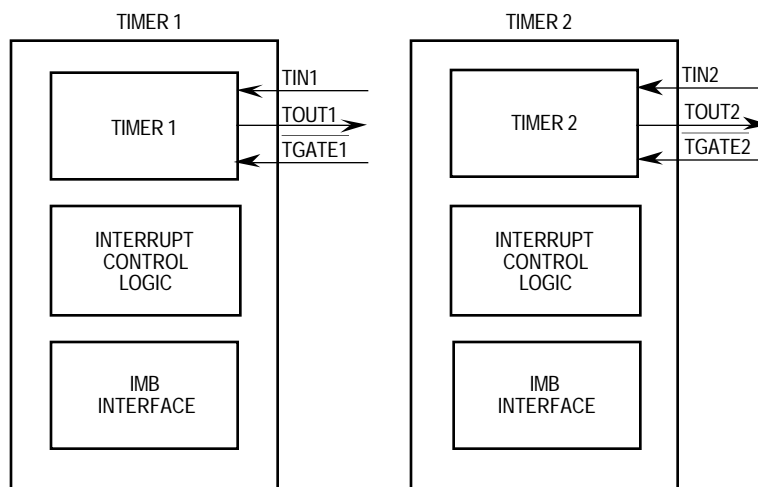 TIMER 1
TIMER 1
TIN1
TOUT1
TGATE1
INTERRUPT
CONTROL
LOGIC
IMB
INTERFACE
TIMER 2
TIMER 2
TIN2
TOUT2
TGATE2
INTERRUPT
CONTROL
LOGIC
IMB
INTERFACE